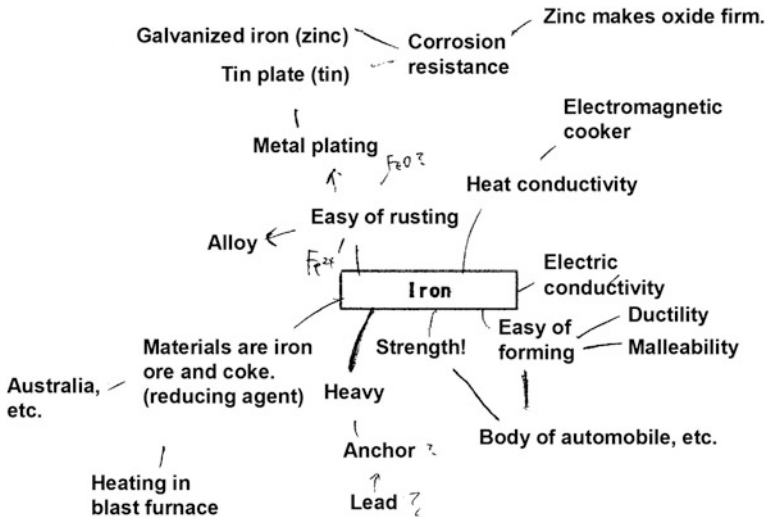 Zinc makes oxide firm.
Galvanized iron (zinc)
Corrosion
resistance
Tin plate (tin)
Electromagnetic
cooker
Metal plating
FeO?
Heat conductivity
Easy of rusting
Alloy
Fe2+
Iron
Electric
conductivity
Easy of
forming
Ductility
Malleability
Materials are iron
ore and coke.
(reducing agent)
Strength!
Australia,
etc.
Heavy
Body of automobile, etc.
Anchor ?
Heating in
blast furnace
Lead ?